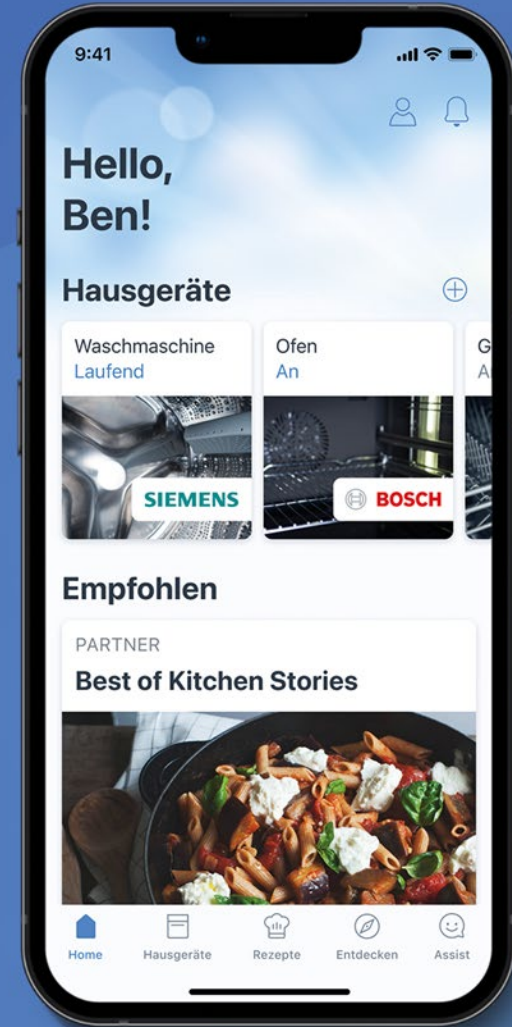 9:41
Hello,
Ben!
Hausgeräte
Waschmaschine
Laufend
SIEMENS
Ofen
An
BOSCH
G
A
Empfohlen
PARTNER
Best of Kitchen Stories
Home
Hausgeräte
Rezepte
Entdecken
Assist